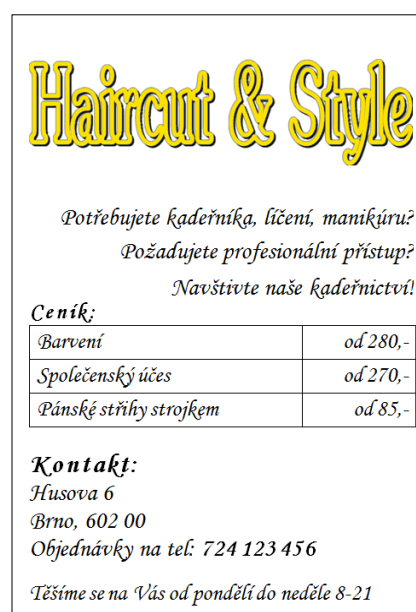 Haircut & Style
Potřebujete kadeřníka, líčení, manikúru?
Požadujete profesionální přístup?
Navštivte naše kadeřnictví!
Ceník:
Barvení od 280,-
Společenský účes od 270,-
Pánské střihy strojkem od 85,-
Kontakt:
Husova 6
Brno, 602 00
Objednávky na tel: 724 123 456
Těšíme se na Vás od pondělí do neděle 8-21